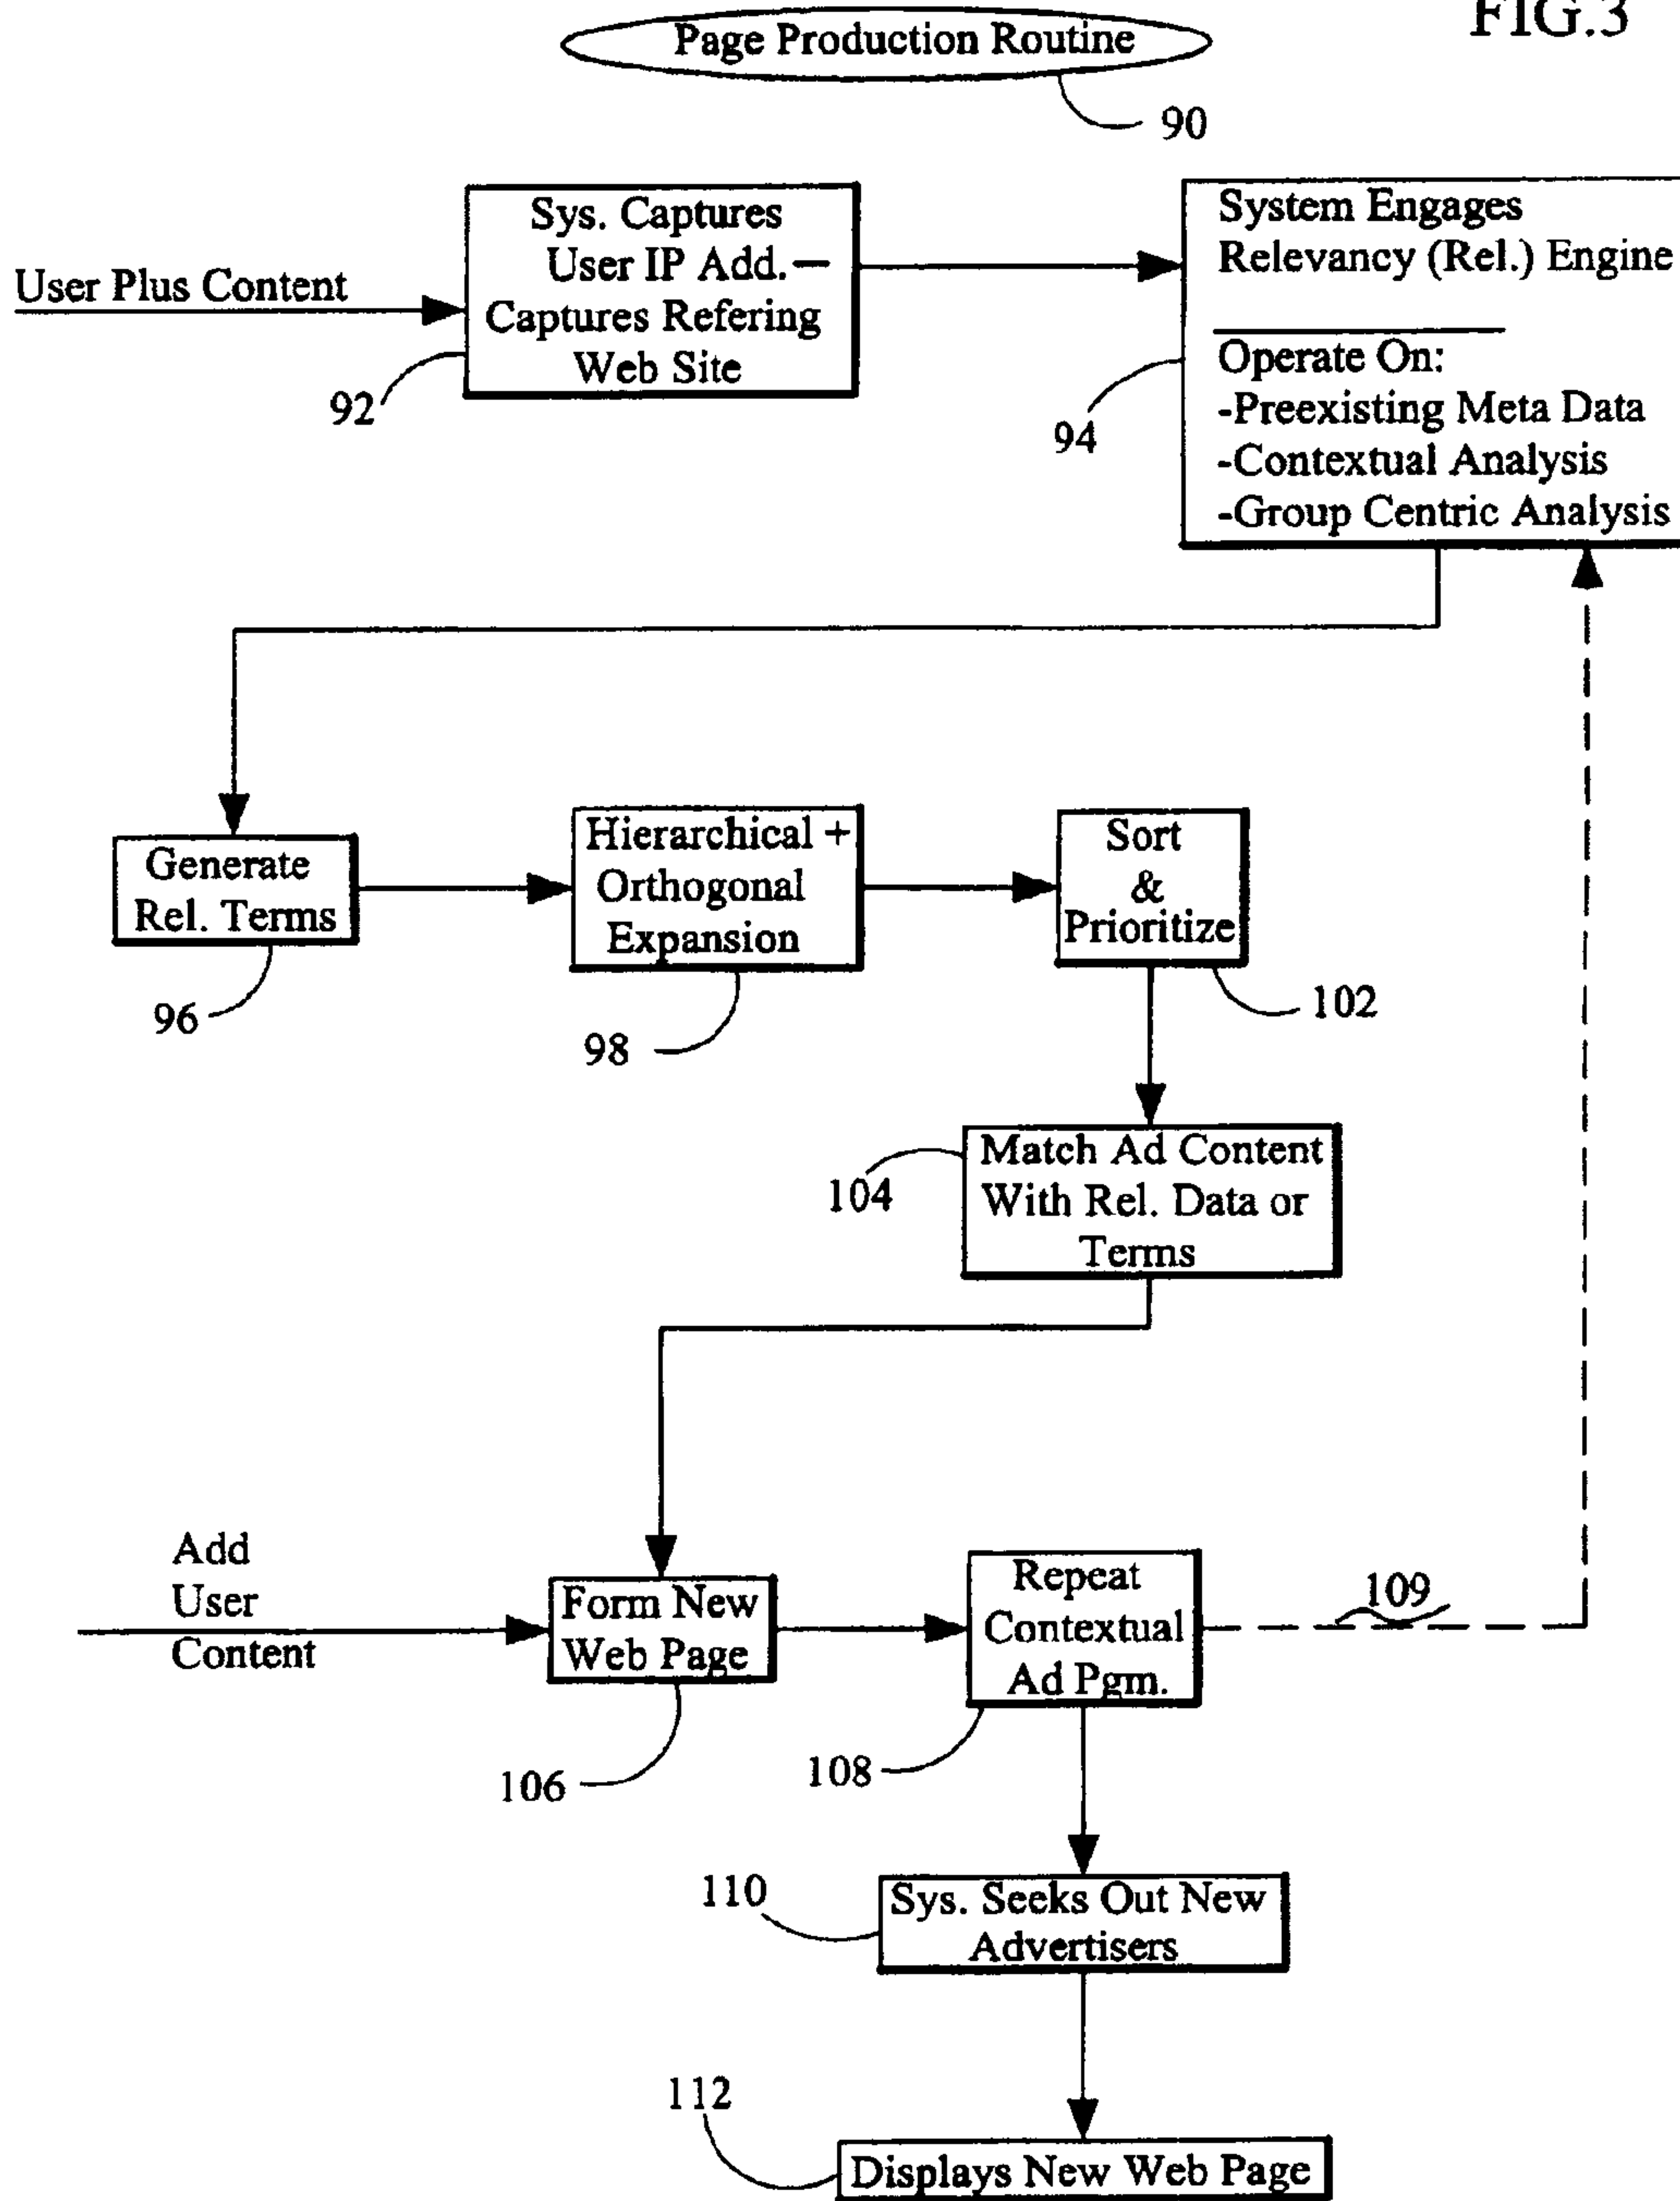 FIG.3
Page Production Routine
90
User Plus Content
Sys. Captures
User IP Add.—
Captures Refering
Web Site
92
System Engages
Relevancy (Rel.) Engine
Operate On:
-Preexisting Meta Data
-Contextual Analysis
-Group Centric Analysis
94
Generate
Rel. Terms
96
Hierarchical +
Orthogonal
Expansion
98
Sort
&
Prioritize
102
Match Ad Content
With Rel. Data or
Terms
104
Add
User
Content
Form New
Web Page
106
Repeat
Contextual
Ad Pgm.
108
109
Sys. Seeks Out New
Advertisers
110
Displays New Web Page
112